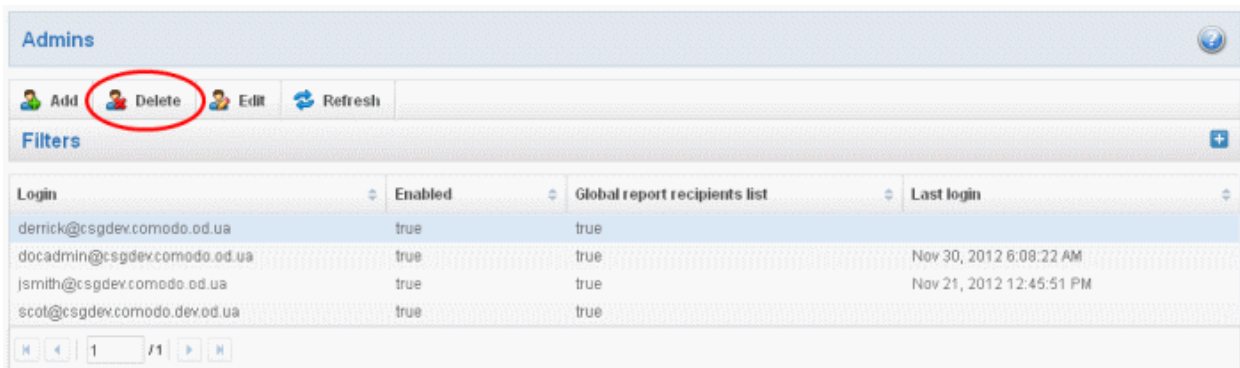 Admins
Add Delete Edit Refresh
Filters
Login Enabled Global report recipients list Last login
derrick@csgdev.comodo.od.ua true true
docadmin@csgdev.comodo.od.ua true true Nov 30, 2012 6:08:22 AM
jsmith@csgdev.comodo.od.ua true true Nov 21, 2012 12:45:51 PM
scot@csgdev.comodo.dev.od.ua true true
1 /1